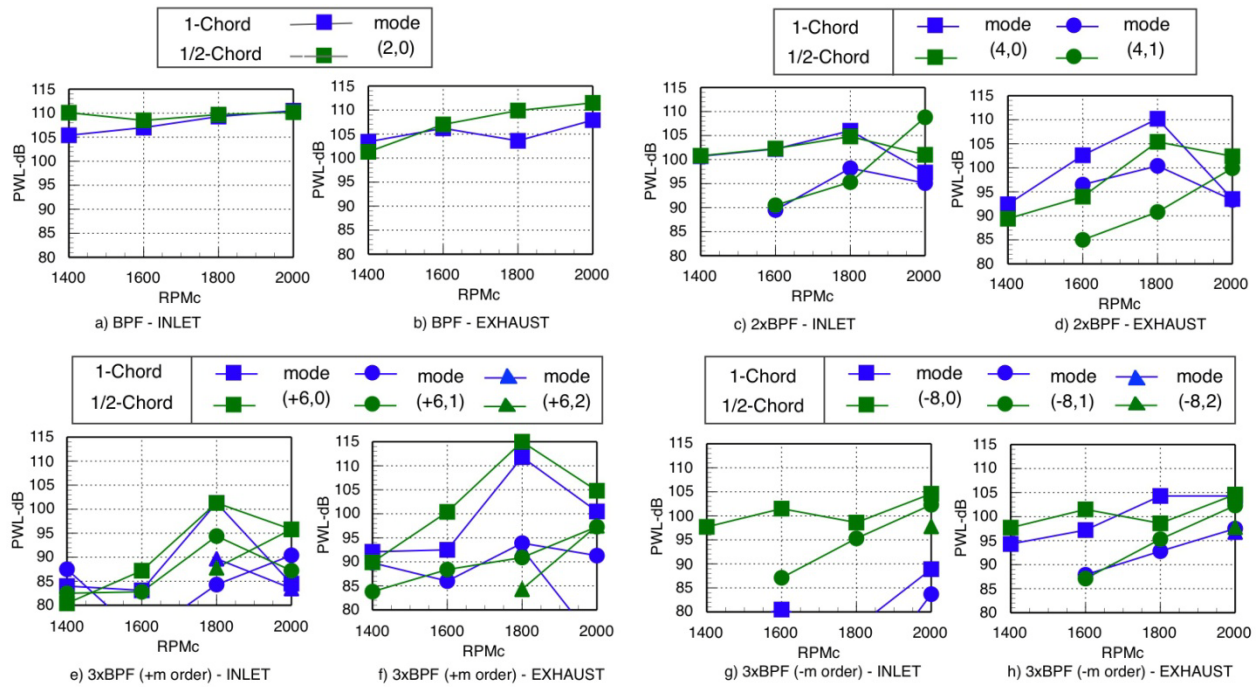 1-Chord mode
1/2-Chord (2,0)
1-Chord mode mode
1/2-Chord (4,0) (4,1)
115
110
105
100
95
90
85
80
PWL-dB
1400 1600 1800 2000
RPMc
a) BPF - INLET
115
110
105
100
95
90
85
80
PWL-dB
1400 1600 1800 2000
RPMc
b) BPF - EXHAUST
115
110
105
100
95
90
85
80
PWL-dB
1400 1600 1800 2000
RPMc
c) 2xBPF - INLET
115
110
105
100
95
90
85
80
PWL-dB
1400 1600 1800 2000
RPMc
d) 2xBPF - EXHAUST
1-Chord mode mode mode
1/2-Chord (+6,0) (+6,1) (+6,2)
1-Chord mode mode mode
1/2-Chord (-8,0) (-8,1) (-8,2)
115
110
105
100
95
90
85
80
PWL-dB
1400 1600 1800 2000
RPMc
e) 3xBPF (+m order) - INLET
115
110
105
100
95
90
85
80
PWL-dB
1400 1600 1800 2000
RPMc
f) 3xBPF (+m order) - EXHAUST
115
110
105
100
95
90
85
80
PWL-dB
1400 1600 1800 2000
RPMc
g) 3xBPF (-m order) - INLET
115
110
105
100
95
90
85
80
PWL-dB
1400 1600 1800 2000
RPMc
h) 3xBPF (-m order) - EXHAUST